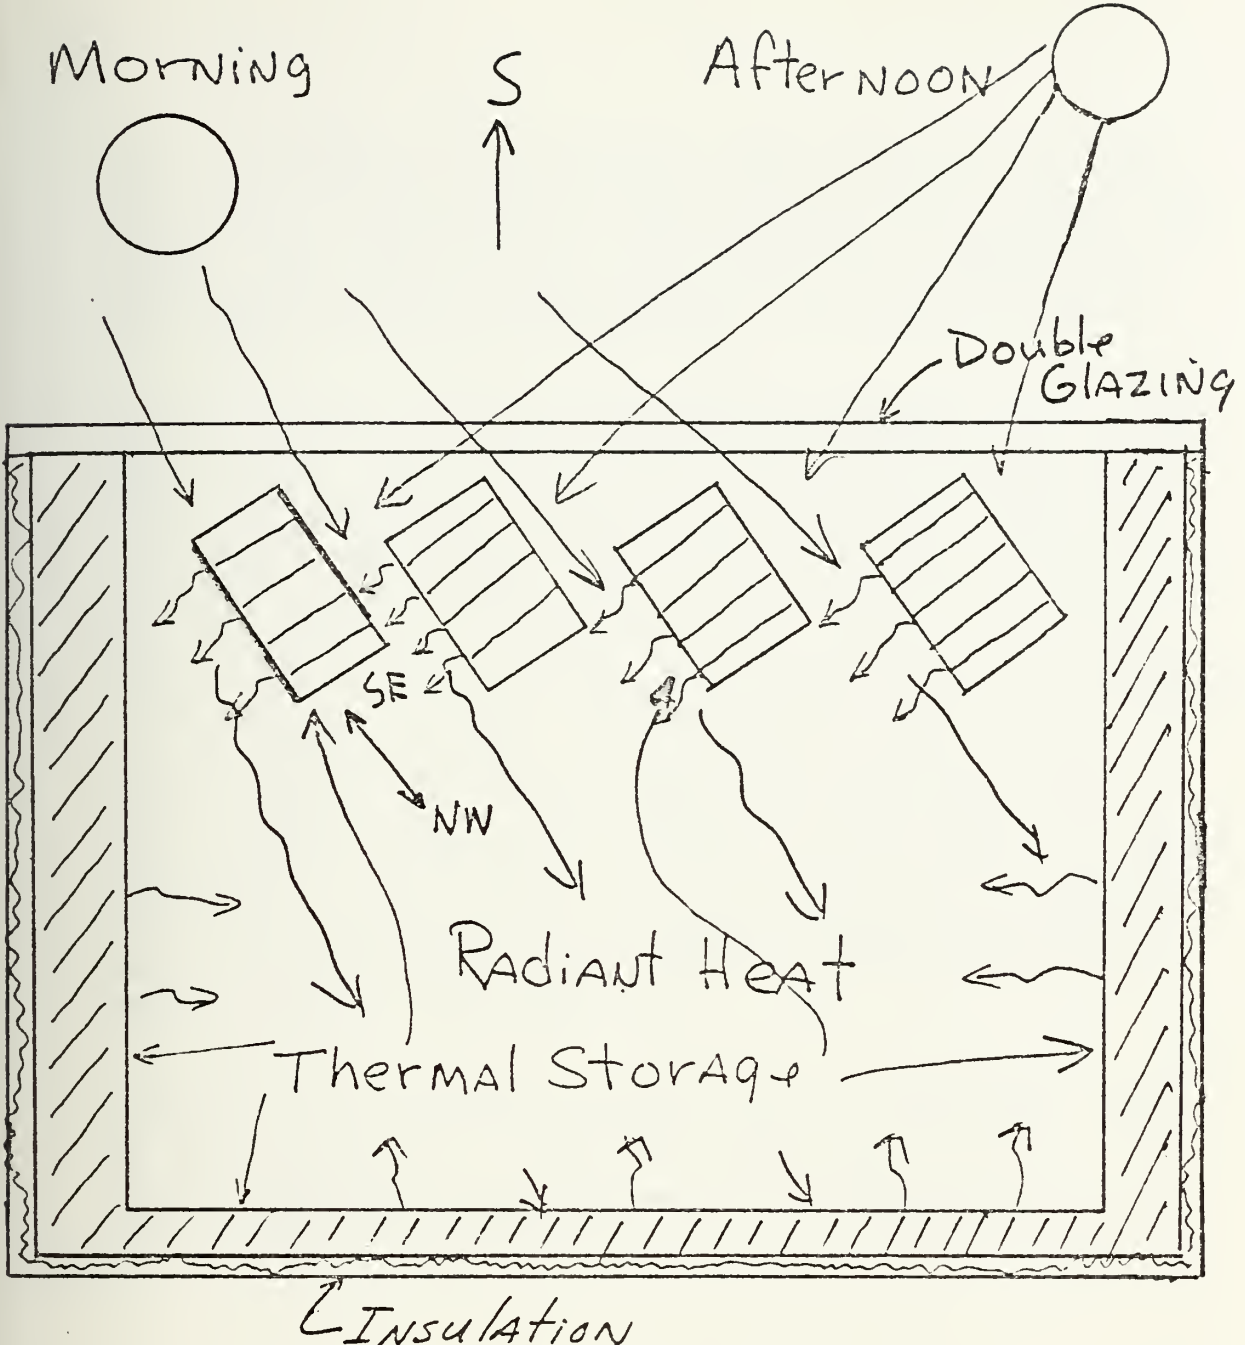 Morning
S
Afternoon
Double
Glazing
SE
NW
Radiant Heat
Thermal Storage
Insulation